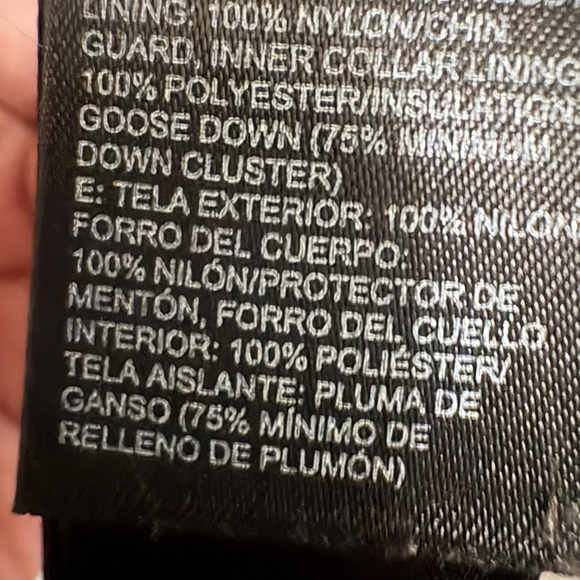 LINING: 100% NYLON/CHIN
GUARD, INNER COLLAR LINING
100% POLYESTER/INSULATION
GOOSE DOWN (75% MINIMUM
DOWN CLUSTER)
E: TELA EXTERIOR: 100% NILÓN
FORRO DEL CUERPO:
100% NILÓN/PROTECTOR DE
MENTÓN, FORRO DEL CUELLO
INTERIOR: 100% POLIÉSTER/
TELA AISLANTE: PLUMA DE
GANSO (75% MÍNIMO DE
RELLENO DE PLUMÓN)